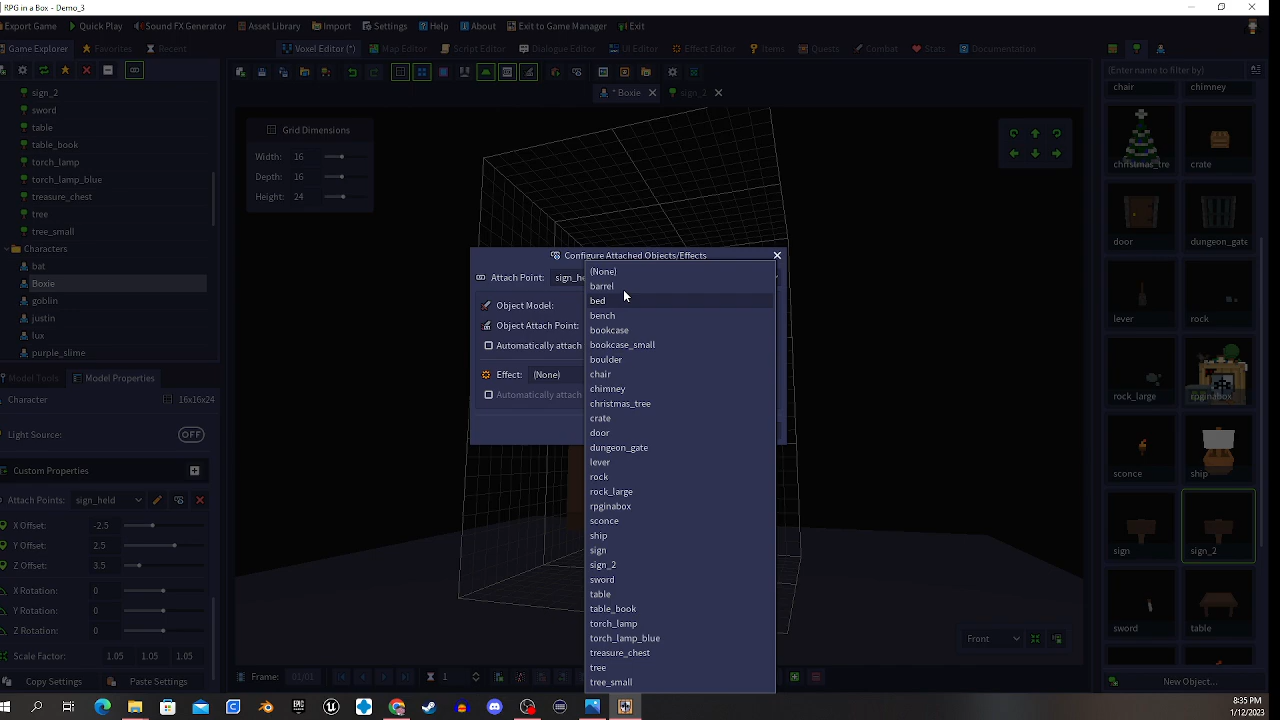 RPG in a Box - Demo_3
Export Game Quick Play Sound FX Generator Asset Library Import Settings Help About Exit to Game Manager Exit
Game Explorer Favorites Recent Voxel Editor (*) Map Editor Script Editor Dialogue Editor UI Editor Effect Editor Items Quests Combat Stats Documentation
(Enter name to filter by)
* Boxie sign_2
sign_2
sword
table
table_book
torch_lamp
torch_lamp_blue
treasure_chest
tree
tree_small
Characters
bat
Boxie
goblin
justin
lux
purple_slime
Model Tools Model Properties
Character 16x16x24
Light Source: OFF
Custom Properties
Attach Points: sign_held
X Offset: -2.5
Y Offset: 2.5
Z Offset: 3.5
X Rotation: 0
Y Rotation: 0
Z Rotation: 0
Scale Factor: 1.05 1.05 1.05
Copy Settings Paste Settings
Grid Dimensions
Width: 16
Depth: 16
Height: 24
Configure Attached Objects/Effects
Attach Point: sign_he
Object Model:
Object Attach Point:
Automatically attach
Effect: (None)
Automatically attach
(None)
barrel
bed
bench
bookcase
bookcase_small
boulder
chair
chimney
christmas_tree
crate
door
dungeon_gate
lever
rock
rock_large
rpginabox
sconce
ship
sign
sign_2
sword
table
table_book
torch_lamp
torch_lamp_blue
treasure_chest
tree
tree_small
Front
Frame: 01/01 1
chair chimney
christmas_tre crate
door dungeon_gate
lever rock
rock_large rpginabox
sconce ship
sign sign_2
sword table
New Object...
8:35 PM
1/12/2023